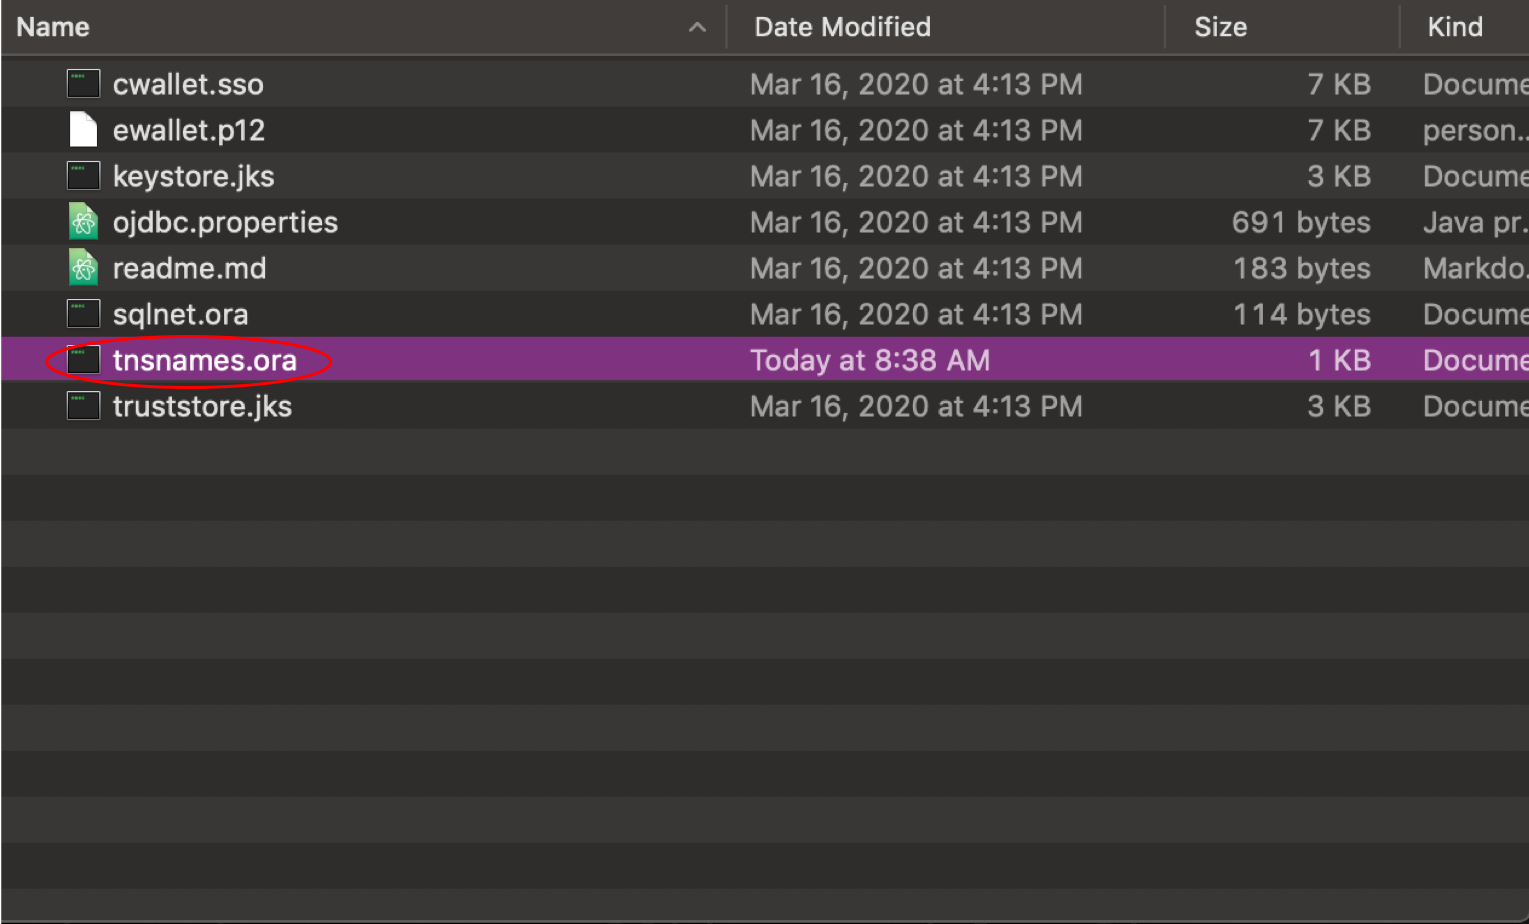 Name Date Modified Size Kind
cwallet.sso Mar 16, 2020 at 4:13 PM 7 KB Docume
ewallet.p12 Mar 16, 2020 at 4:13 PM 7 KB person...
keystore.jks Mar 16, 2020 at 4:13 PM 3 KB Docume
ojdbc.properties Mar 16, 2020 at 4:13 PM 691 bytes Java pr.
readme.md Mar 16, 2020 at 4:13 PM 183 bytes Markdo.
sqlnet.ora Mar 16, 2020 at 4:13 PM 114 bytes Docume
tnsnames.ora Today at 8:38 AM 1 KB Docume
truststore.jks Mar 16, 2020 at 4:13 PM 3 KB Docume